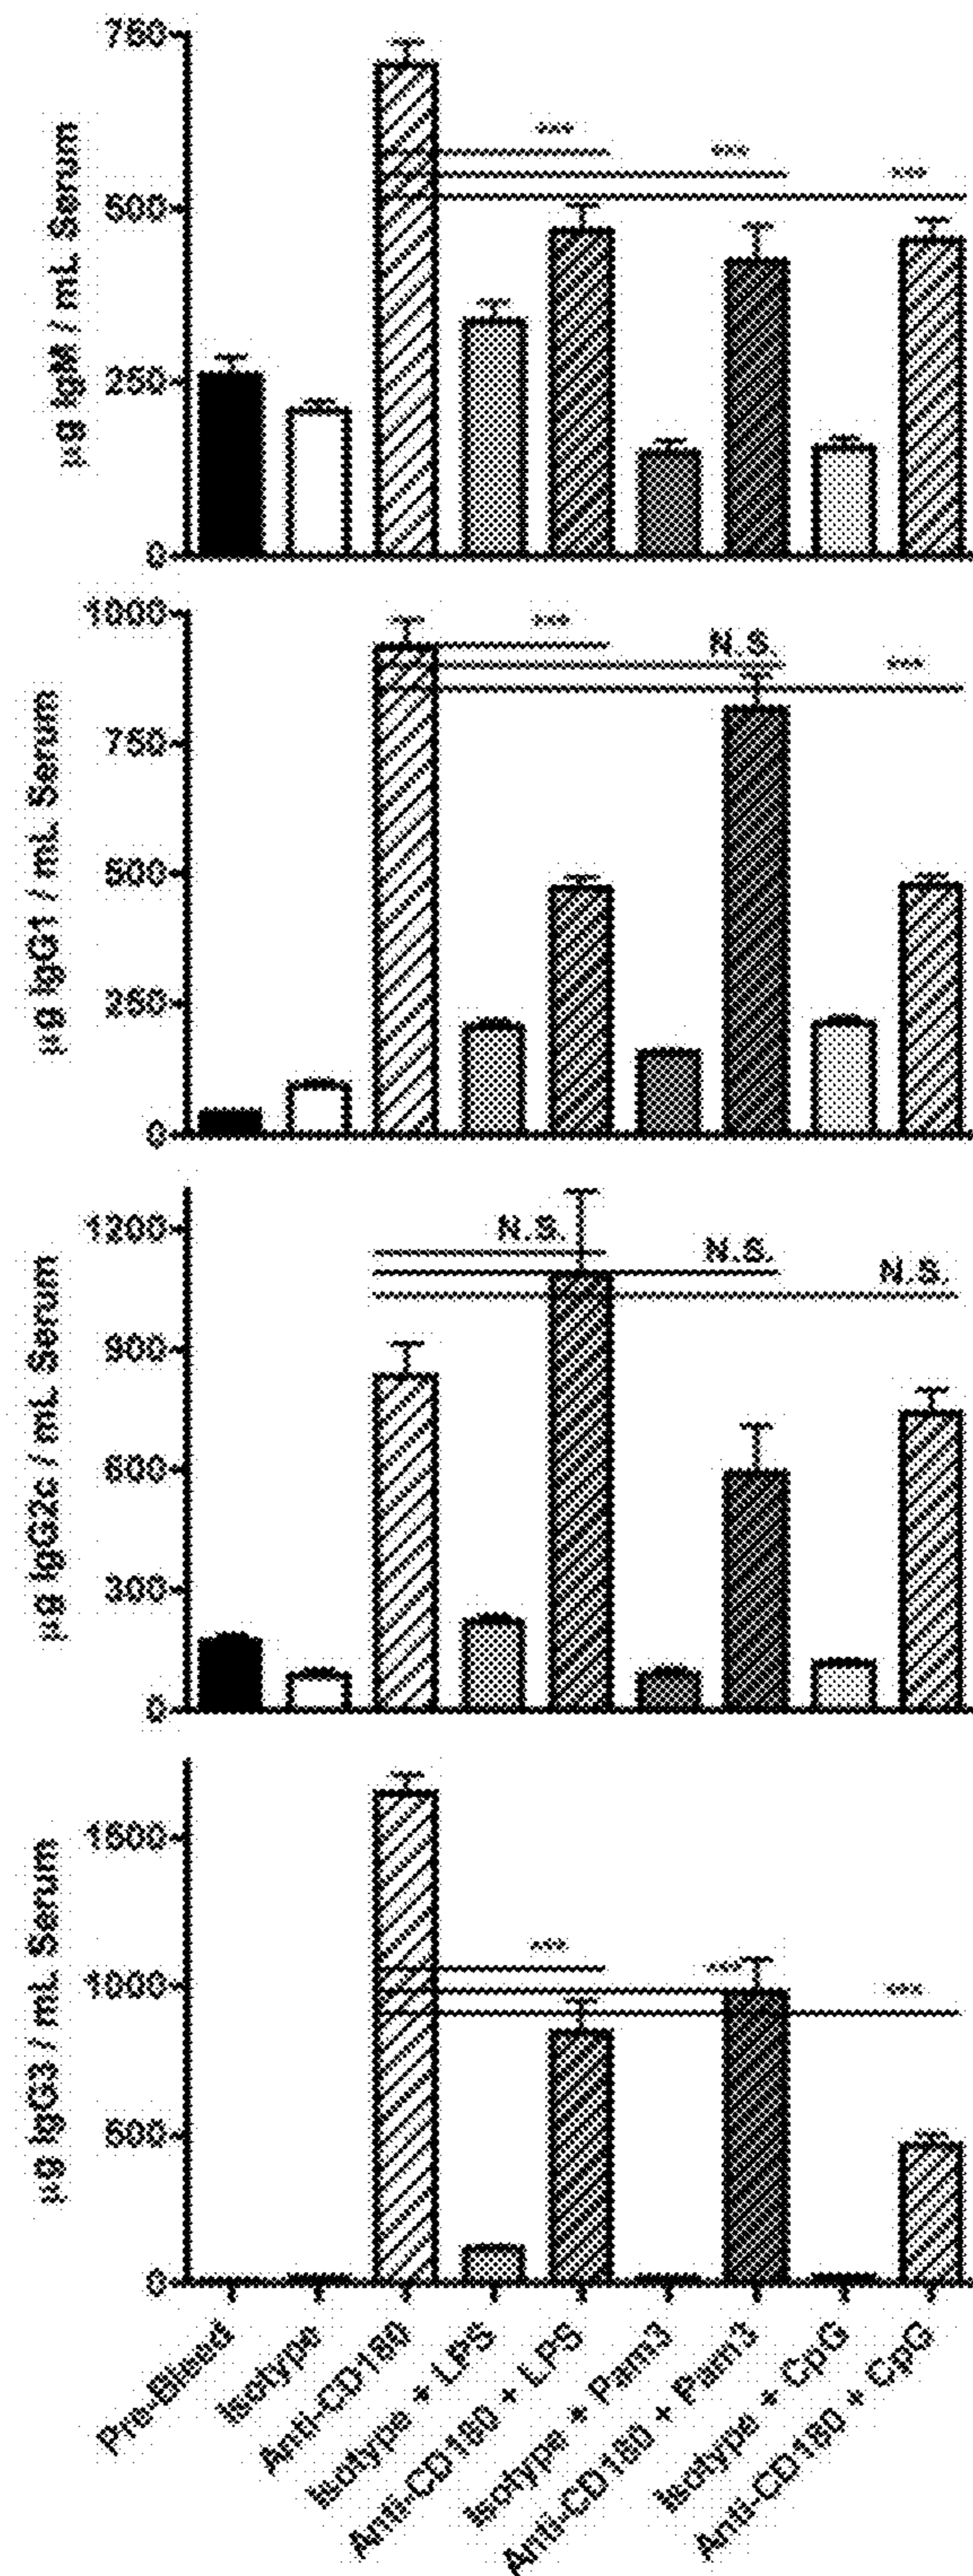 µg IgM / mL Serum
750
500
250
0
***
***
***
µg IgG1 / mL Serum
1000
750
500
250
0
***
N.S.
***
µg IgG2c / mL Serum
1200
900
600
300
0
N.S.
N.S.
N.S.
µg IgG3 / mL Serum
1500
1000
500
0
***
***
***
Pre-Bleed
Isotype
Anti-CD180
Isotype + LPS
Anti-CD180 + LPS
Isotype + Pam3
Anti-CD180 + Pam3
Isotype + CpG
Anti-CD180 + CpG